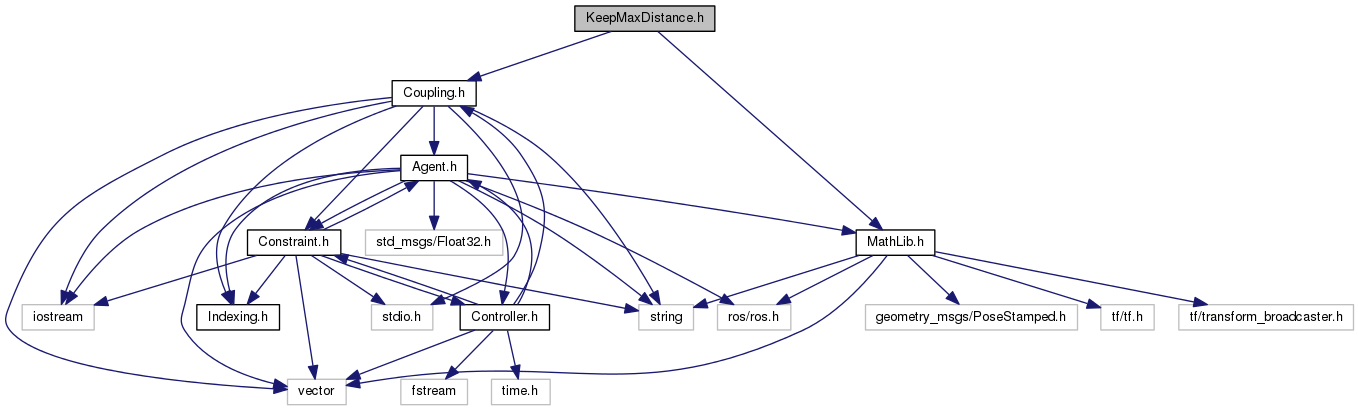 KeepMaxDistance.h
Coupling.h
Agent.h
Constraint.h
std_msgs/Float32.h
MathLib.h
iostream
Indexing.h
stdio.h
Controller.h
string
ros/ros.h
geometry_msgs/PoseStamped.h
tf/tf.h
tf/transform_broadcaster.h
vector
fstream
time.h